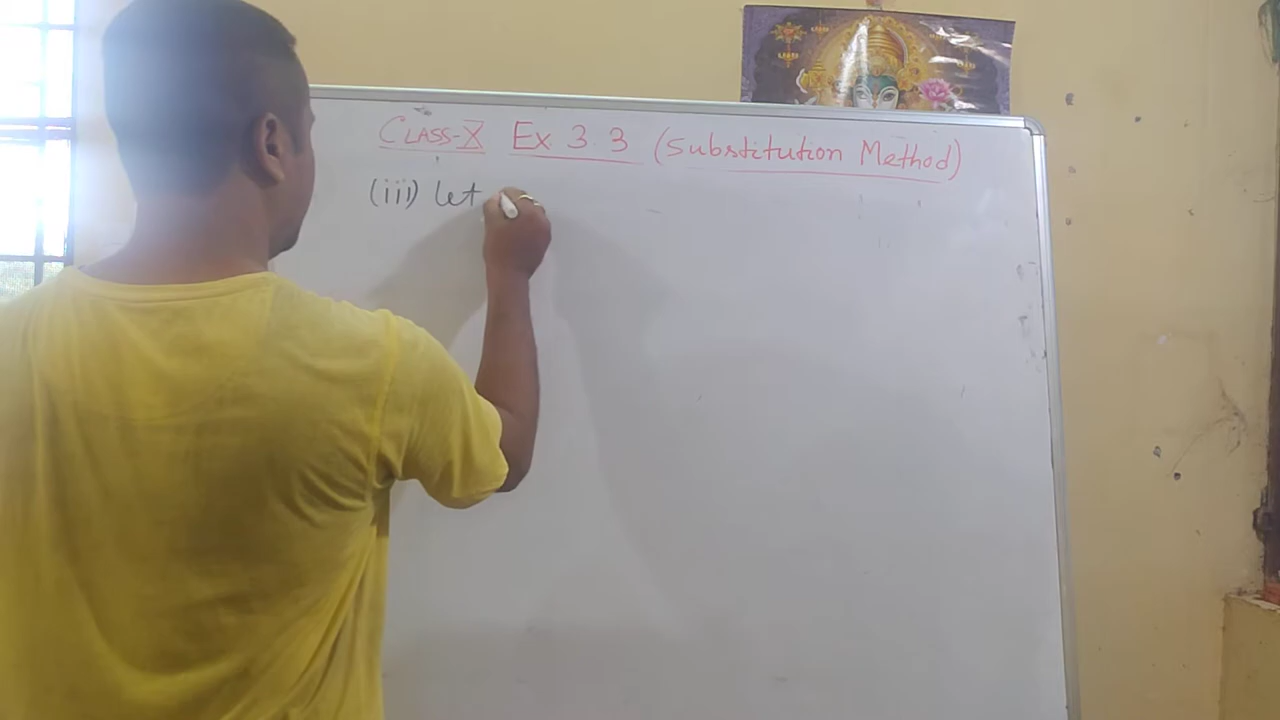 CLASS-X Ex. 3.3 (Substitution Method)
(iii) Let